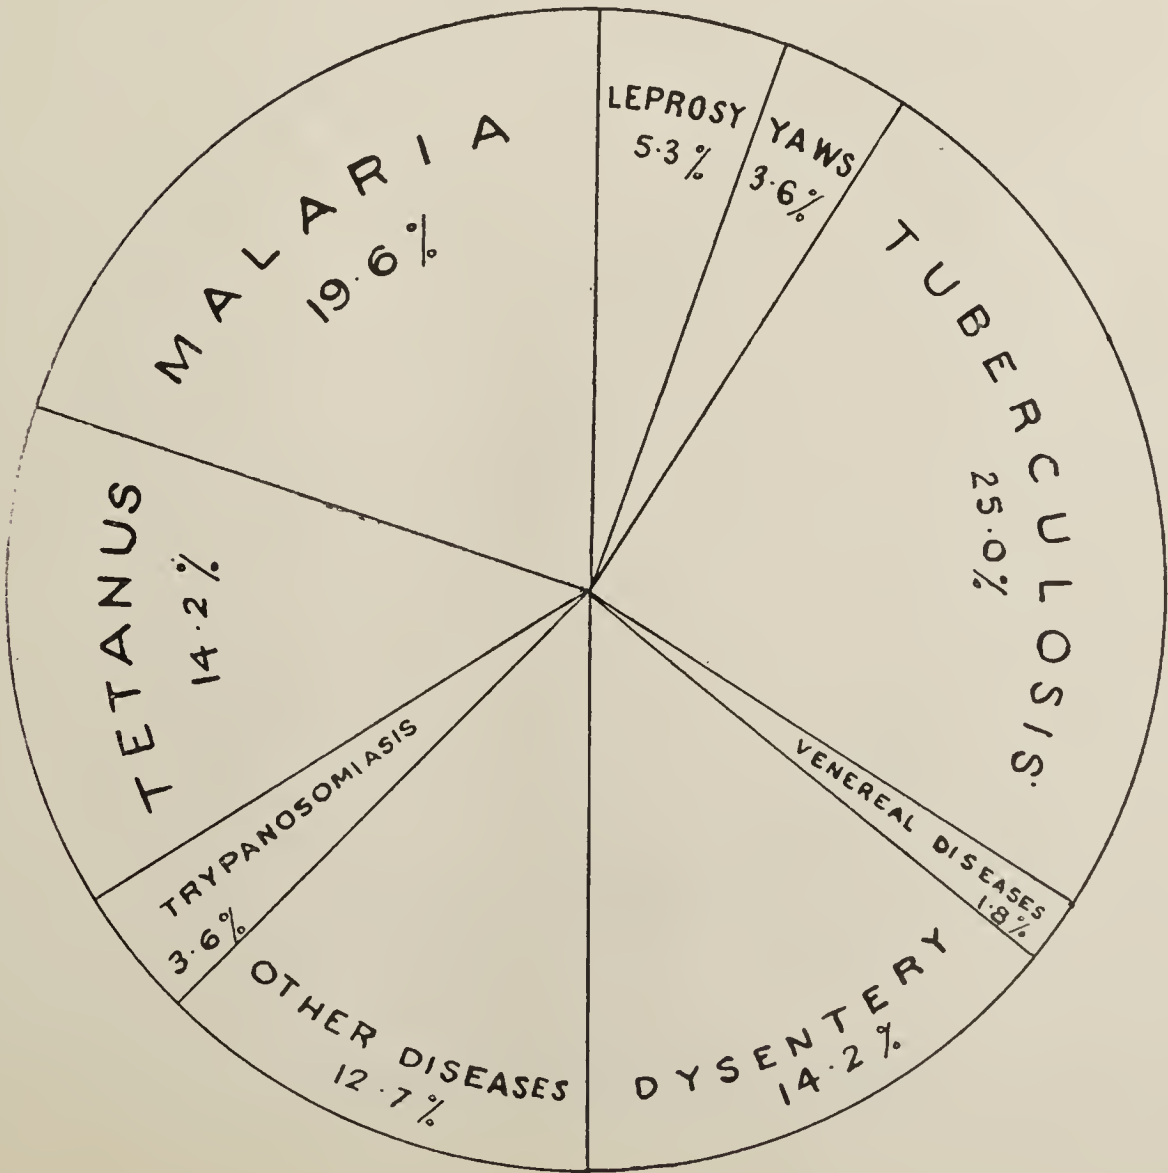 LEPROSY
5·3%
YAWS
3·6%
TUBERCULOSIS.
25·0%
VENEREAL DISEASES
1·8%
DYSENTERY
14·2%
OTHER DISEASES
12·7%
TRYPANOSOMIASIS
3·6%
TETANUS
14·2%
MALARIA
19·6%